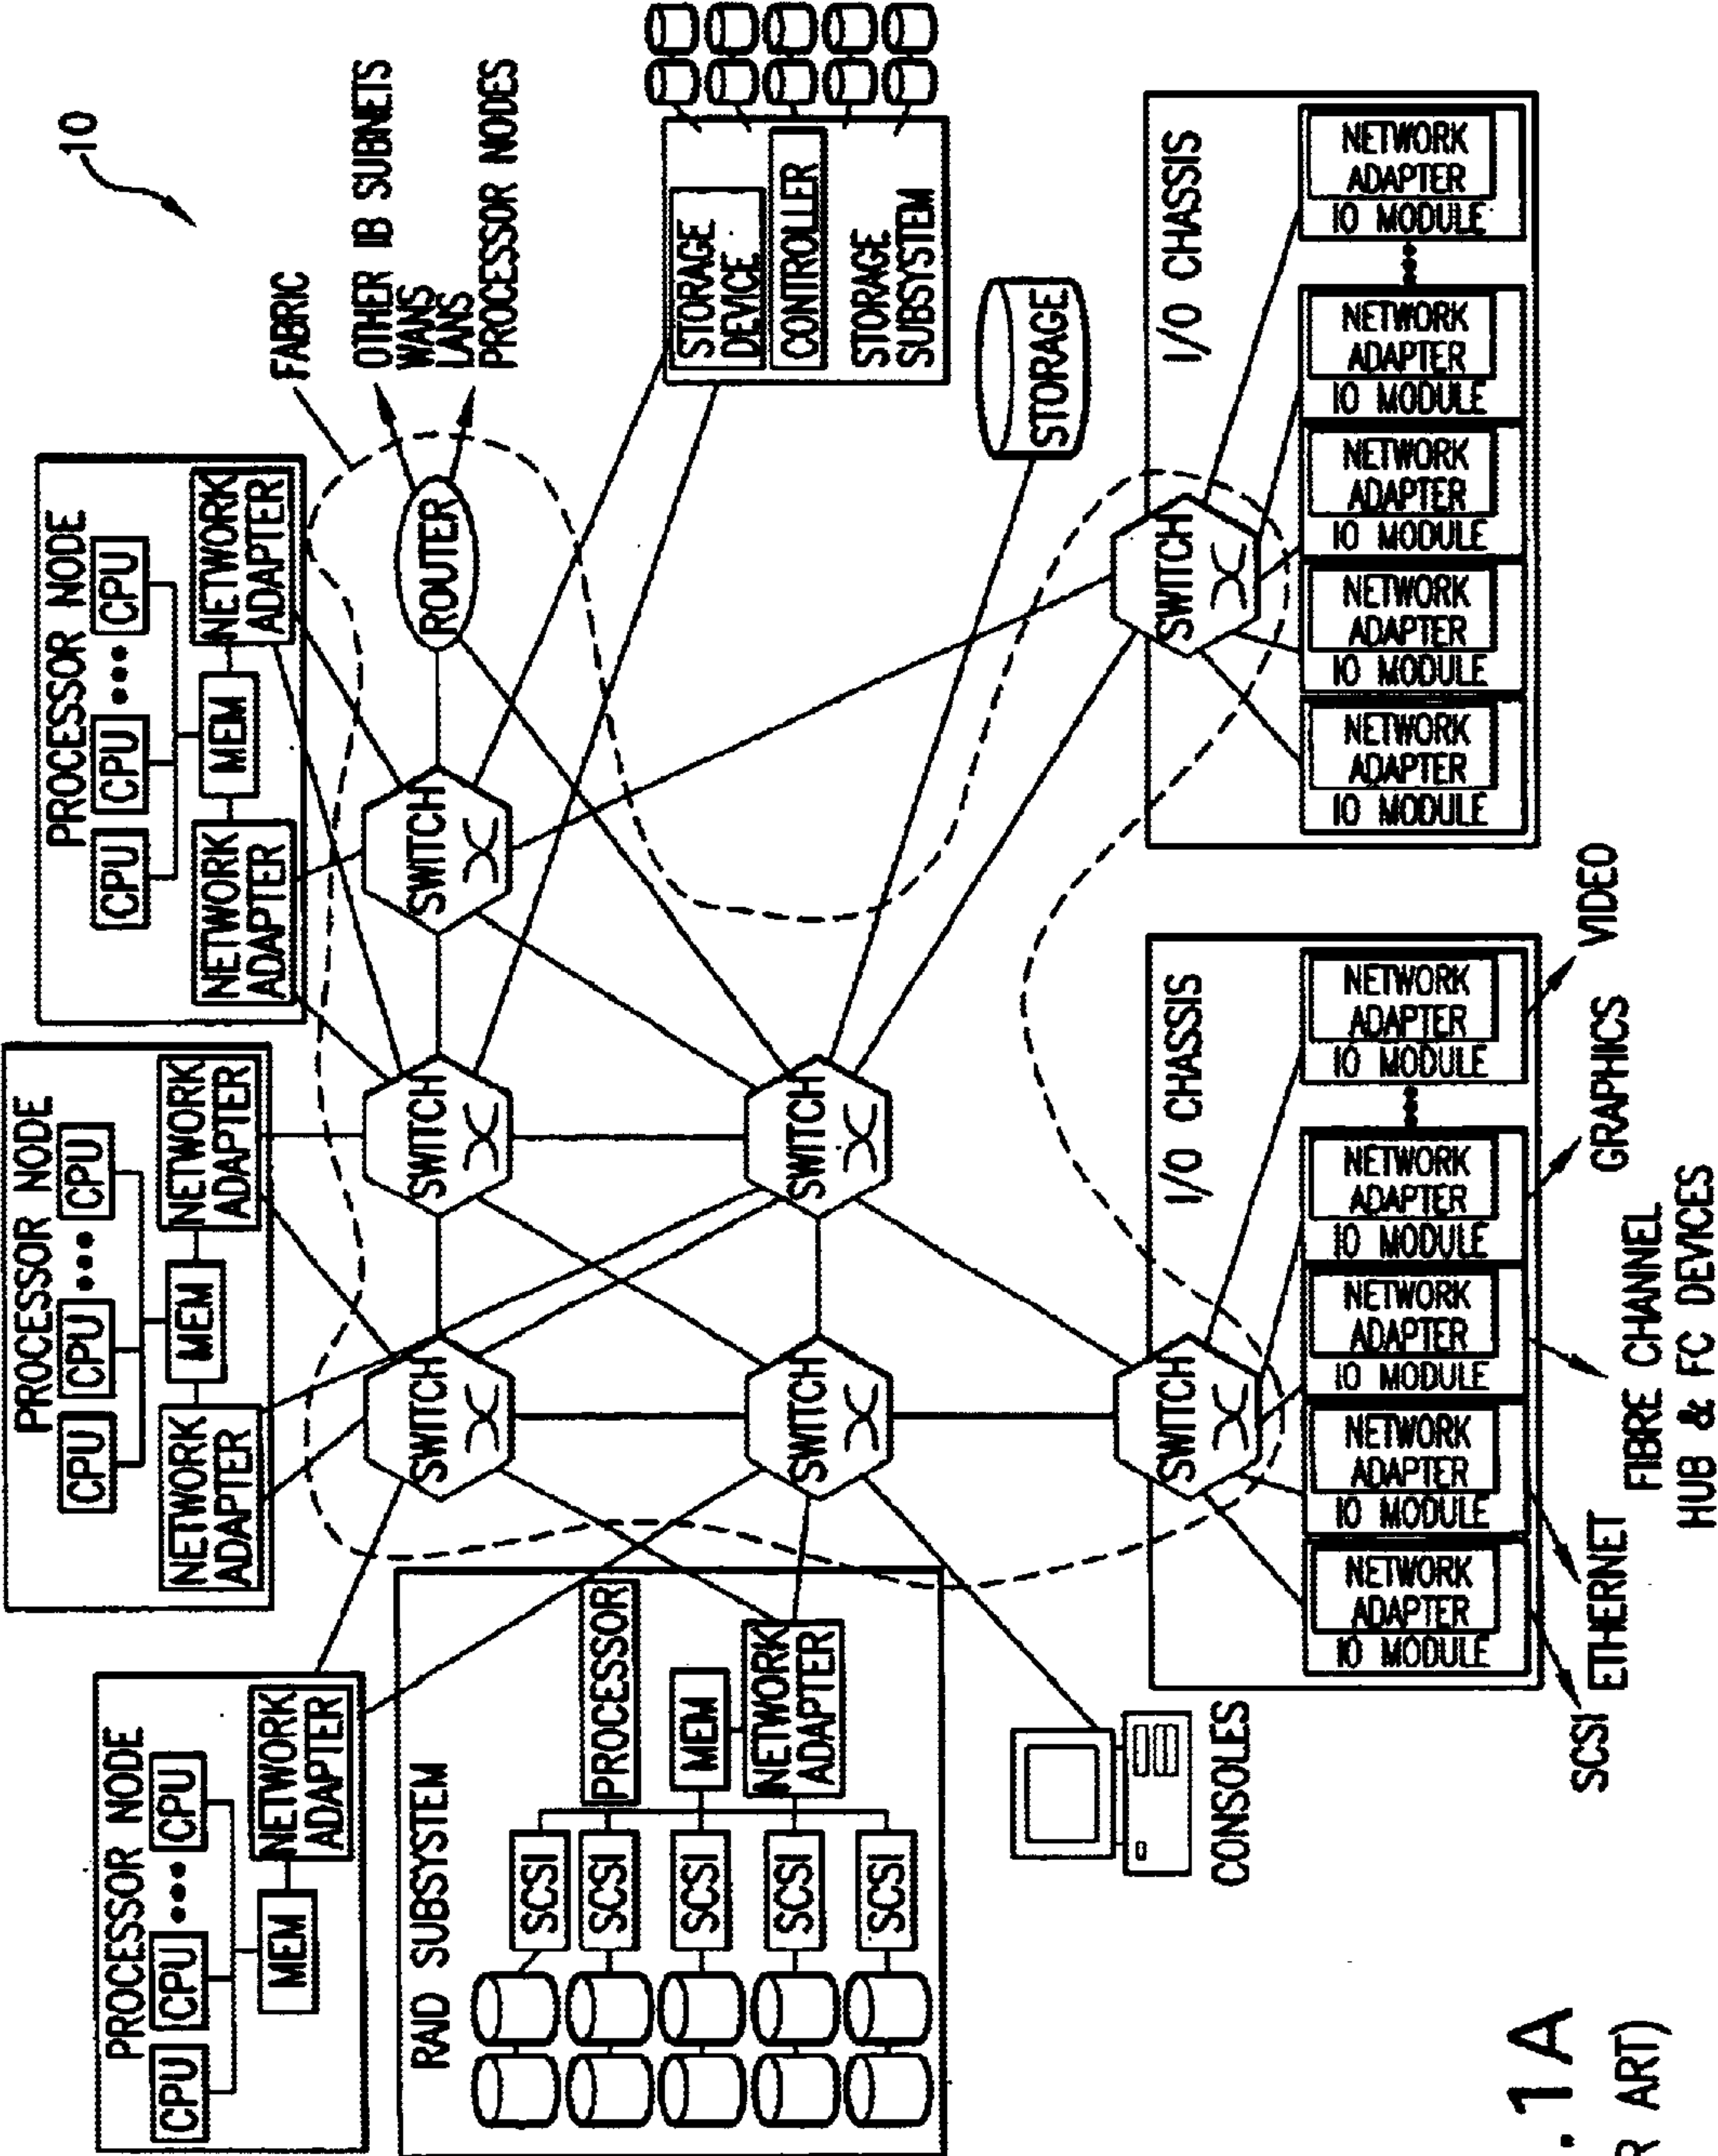 10
PROCESSOR NODE
CPU
CPU
•••
CPU
MEM
NETWORK
ADAPTER
PROCESSOR NODE
CPU
CPU
•••
CPU
NETWORK
ADAPTER
MEM
NETWORK
ADAPTER
PROCESSOR NODE
CPU
CPU
•••
CPU
NETWORK
ADAPTER
MEM
NETWORK
ADAPTER
FABRIC
OTHER IB SUBNETS
WANS
LANS
PROCESSOR NODES
RAID SUBSYSTEM
SCSI
SCSI
SCSI
SCSI
SCSI
PROCESSOR
MEM
NETWORK
ADAPTER
SWITCH
SWITCH
SWITCH
ROUTER
SWITCH
SWITCH
STORAGE
DEVICE
CONTROLLER
STORAGE
SUBSYSTEM
STORAGE
CONSOLES
I/O CHASSIS
SWITCH
NETWORK
ADAPTER
IO MODULE
NETWORK
ADAPTER
IO MODULE
NETWORK
ADAPTER
IO MODULE
NETWORK
ADAPTER
IO MODULE
•••
NETWORK
ADAPTER
IO MODULE
I/O CHASSIS
SWITCH
NETWORK
ADAPTER
IO MODULE
NETWORK
ADAPTER
IO MODULE
NETWORK
ADAPTER
IO MODULE
NETWORK
ADAPTER
IO MODULE
•••
NETWORK
ADAPTER
IO MODULE
SCSI
ETHERNET
FIBRE CHANNEL
HUB & FC DEVICES
GRAPHICS
VIDEO
. 1A
R ART)